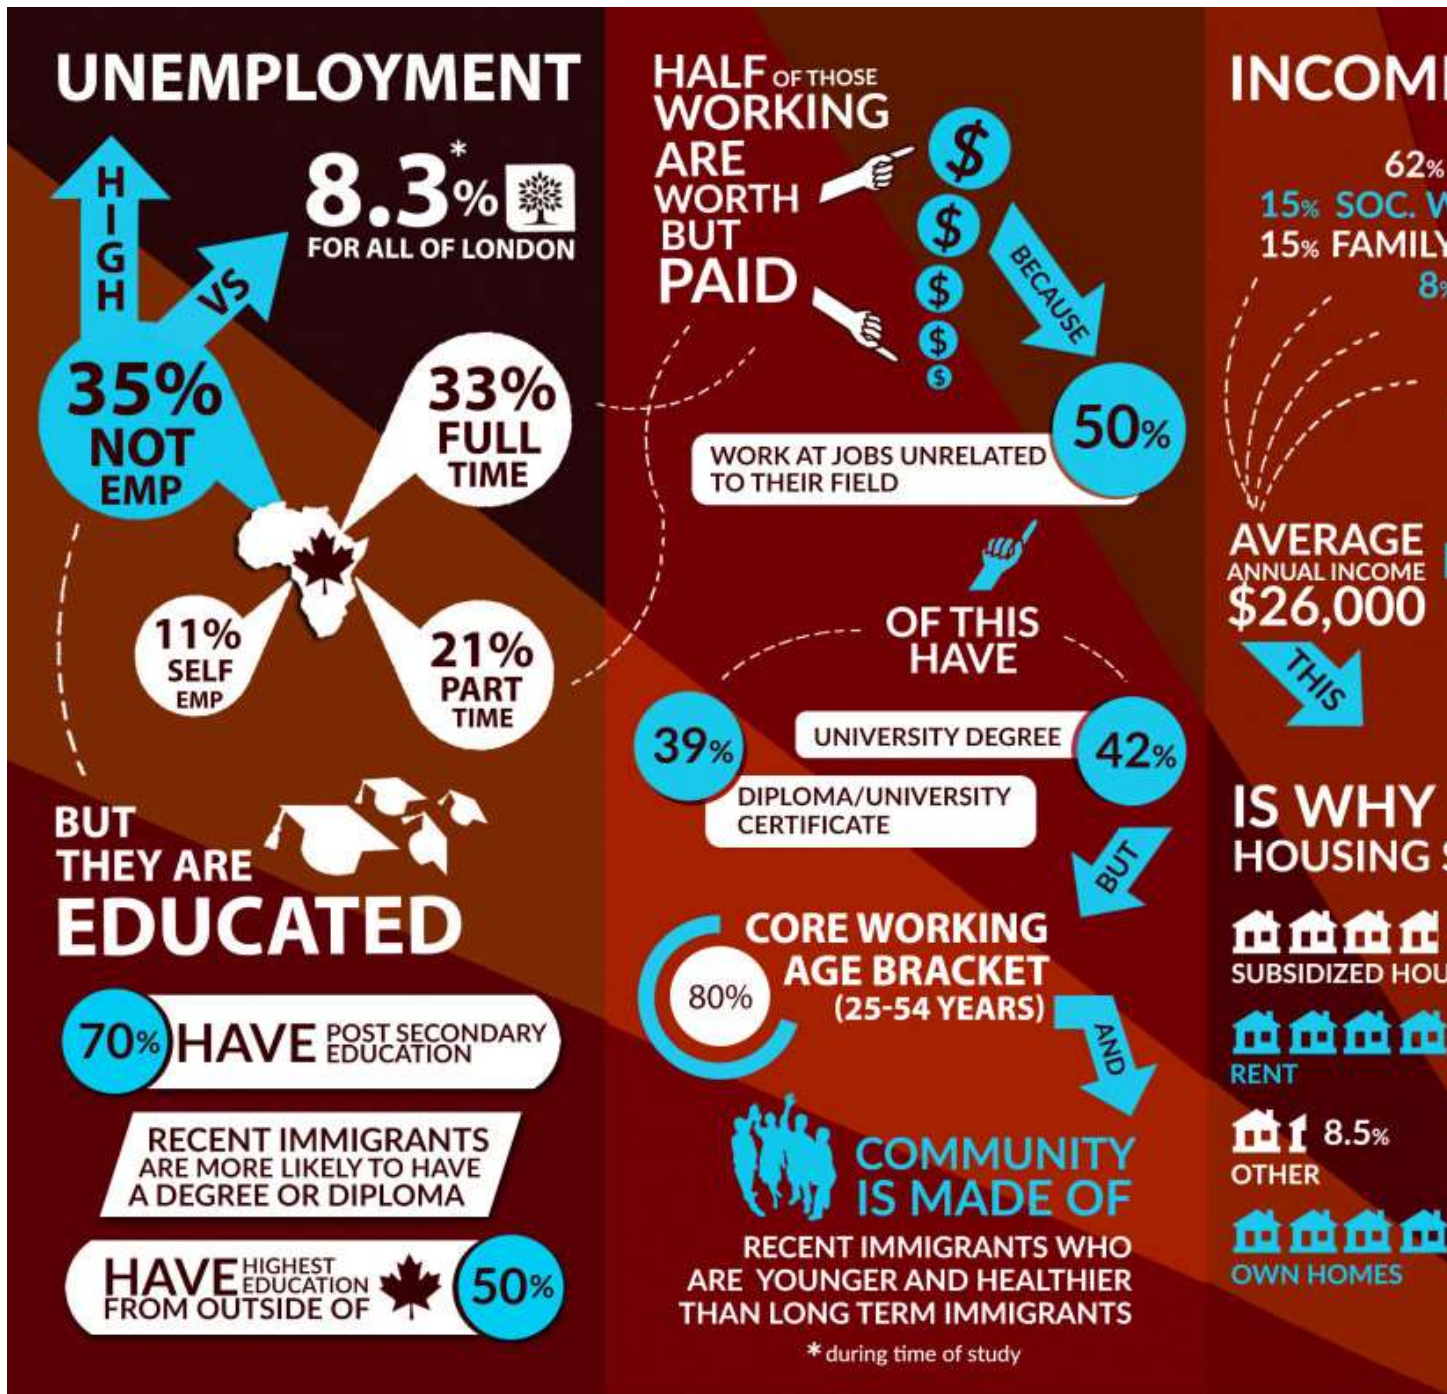 UNEMPLOYMENT
HIGH
8.3%*
FOR ALL OF LONDON
VS
35%
NOT
EMP
33%
FULL
TIME
11%
SELF
EMP
21%
PART
TIME
BUT
THEY ARE
EDUCATED
70% HAVE POST SECONDARY
EDUCATION
RECENT IMMIGRANTS
ARE MORE LIKELY TO HAVE
A DEGREE OR DIPLOMA
HAVE HIGHEST
EDUCATION
FROM OUTSIDE OF
50%
HALF OF THOSE
WORKING
ARE
WORTH
BUT
PAID
$
$
$
$
$
BECAUSE
50%
WORK AT JOBS UNRELATED
TO THEIR FIELD
OF THIS
HAVE
39%
DIPLOMA/UNIVERSITY
CERTIFICATE
UNIVERSITY DEGREE
42%
BUT
CORE WORKING
AGE BRACKET
(25-54 YEARS)
80%
AND
COMMUNITY
IS MADE OF
RECENT IMMIGRANTS WHO
ARE YOUNGER AND HEALTHIER
THAN LONG TERM IMMIGRANTS
* during time of study
INCOM
62%
15% SOC.
15% FAMILY
8
AVERAGE
ANNUAL INCOME
$26,000
THIS
IS WHY
HOUSING
SUBSIDIZED HOU
RENT
8.5%
OTHER
OWN HOMES